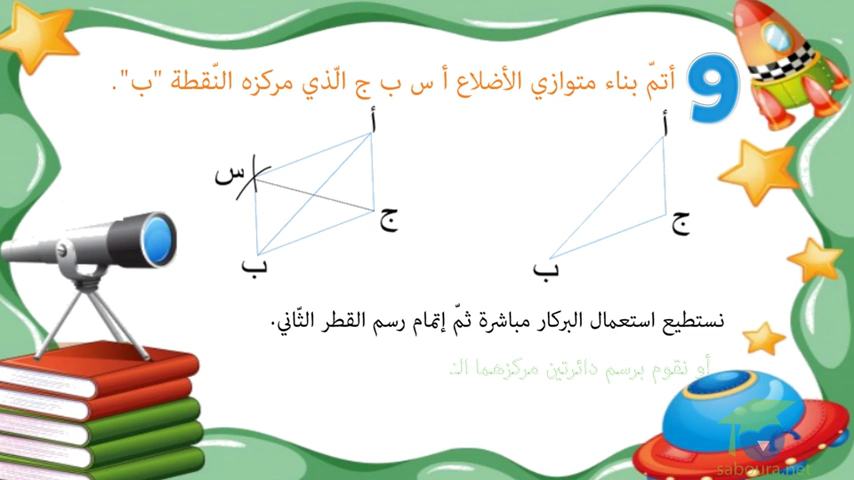 9
أتمّ بناء متوازي الأضلاع أ س ب ج الّذي مركزه النّقطة "ب".
أ
س
ج
ب
أ
ج
ب
نستطيع استعمال البركار مباشرة ثمّ إتمام رسم القطر الثّاني.
أو نقوم برسم دائرتين مركزهما
saboura.net